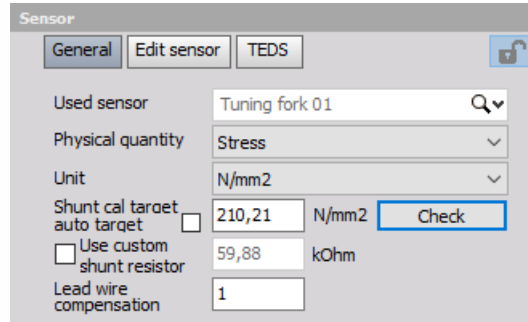 Sensor
General Edit sensor TEDS
Used sensor Tuning fork 01
Physical quantity Stress
Unit N/mm2
Shunt cal target
auto target 210,21 N/mm2 Check
Use custom
shunt resistor 59,88 kOhm
Lead wire
compensation 1